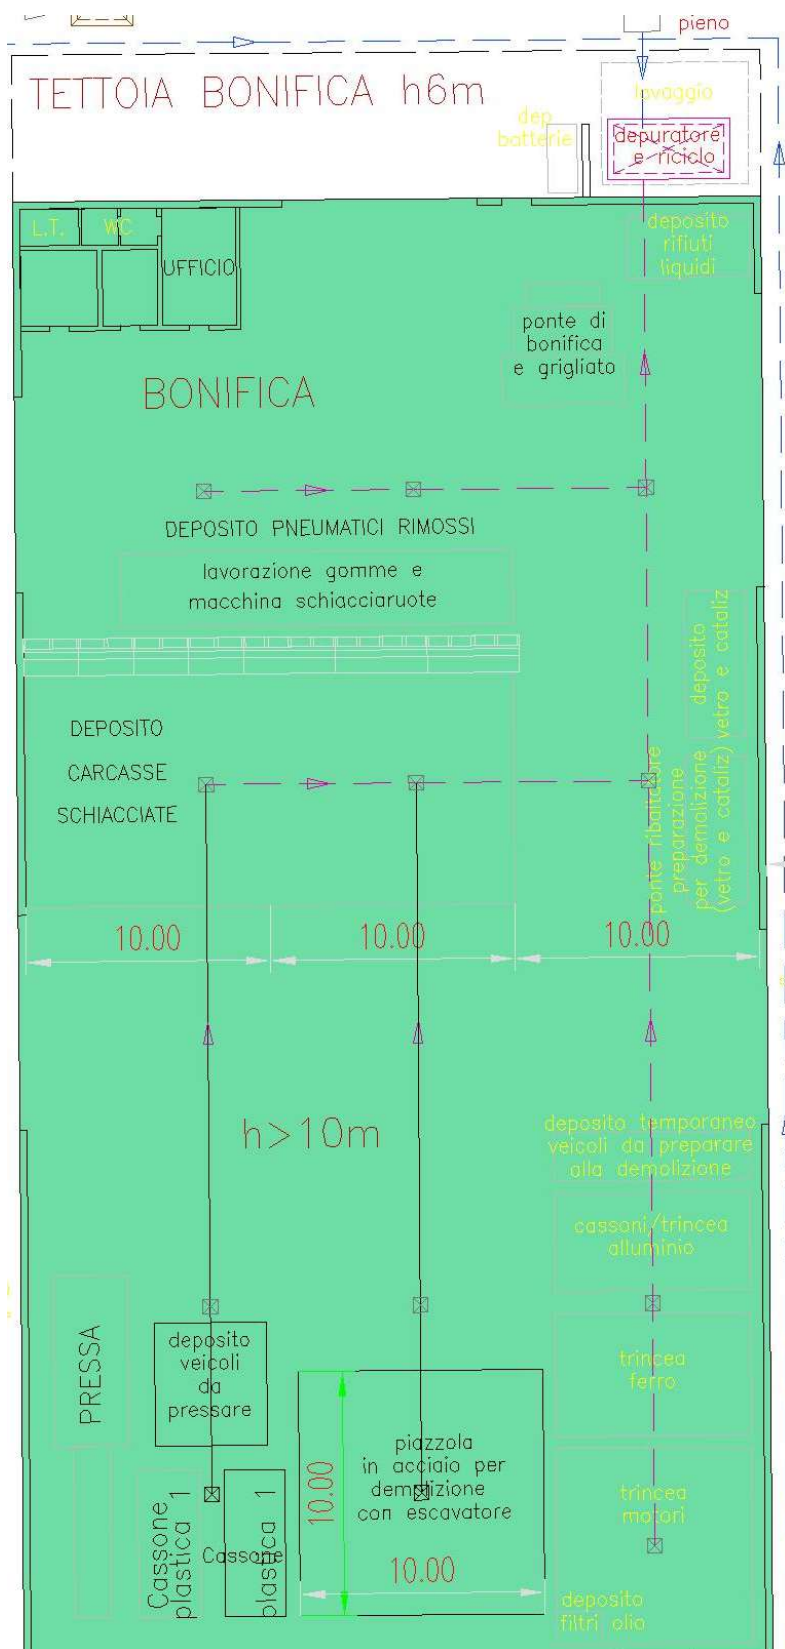 pieno
TETTOIA BONIFICA h6m
lavaggio
dep
batterie
depuratore
e riciclo
L.T.
WC
UFFICIO
deposito
rifiuti
liquidi
ponte di
bonifica
e grigliato
BONIFICA
DEPOSITO PNEUMATICI RIMOSSI
lavorazione gomme e
macchina schiacciaruote
deposito
vetro e cataliz
DEPOSITO
CARCASSE
SCHIACCIATE
ponte ribaltatore
preparazione
per demolizione
(vetro e cataliz)
10.00
10.00
10.00
h>10m
deposito temporaneo
veicoli da preparare
alla demolizione
cassoni/trincea
alluminio
PRESSA
deposito
veicoli
da
pressare
trincea
ferro
piazzola
in acciaio per
demolizione
con escavatore
10.00
10.00
trincea
motori
Cassone
plastica 1
Cassone
plastica 1
deposito
filtri olio